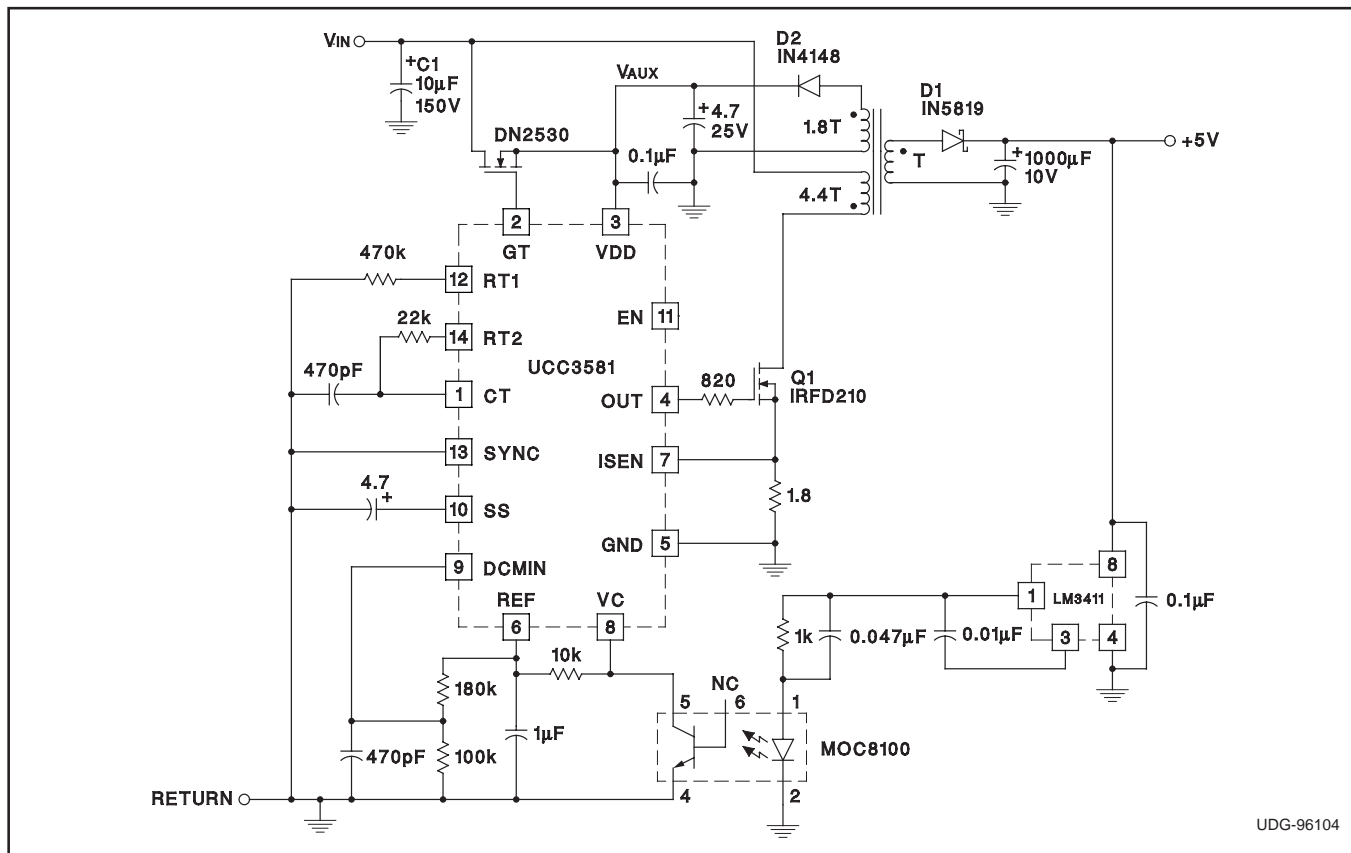 VIN
+C1
10µF
150V
VAUX
D2
IN4148
D1
IN5819
+5V
+4.7
25V
1.8T
T
+1000µF
10V
DN2530
0.1µF
4.4T
2
3
GT
VDD
470k
12
RT1
EN
11
22k
14
RT2
UCC3581
470pF
1
CT
OUT
4
820
Q1
IRFD210
13
SYNC
ISEN
7
4.7
+
10
SS
1.8
GND
5
9
DCMIN
REF
VC
6
8
8
1
LM3411
0.1µF
1k
0.047µF
0.01µF
3
4
10k
180k
NC
5
6
1
1µF
MOC8100
470pF
100k
4
2
RETURN
UDG-96104